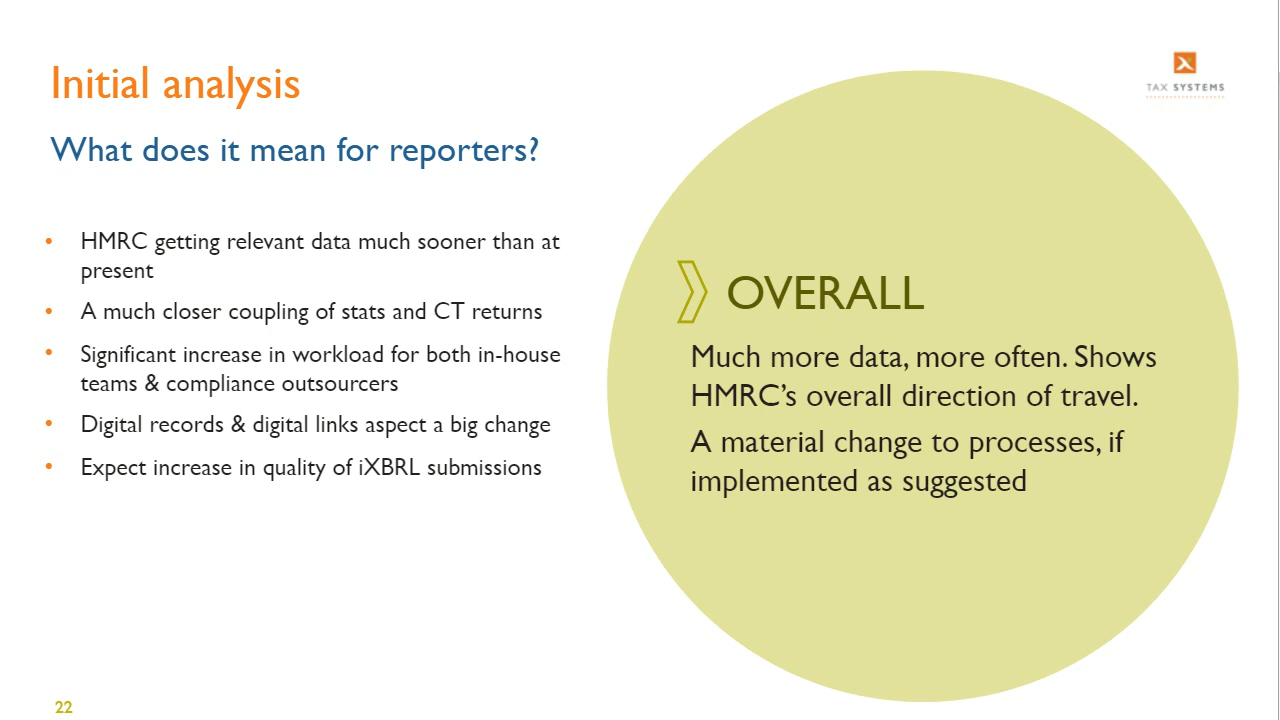 Initial analysis
TAX SYSTEMS
What does it mean for reporters?
• HMRC getting relevant data much sooner than at
present
• A much closer coupling of stats and CT returns
• Significant increase in workload for both in-house
teams & compliance outsourcers
• Digital records & digital links aspect a big change
• Expect increase in quality of iXBRL submissions
OVERALL
Much more data, more often. Shows
HMRC’s overall direction of travel.
A material change to processes, if
implemented as suggested
22